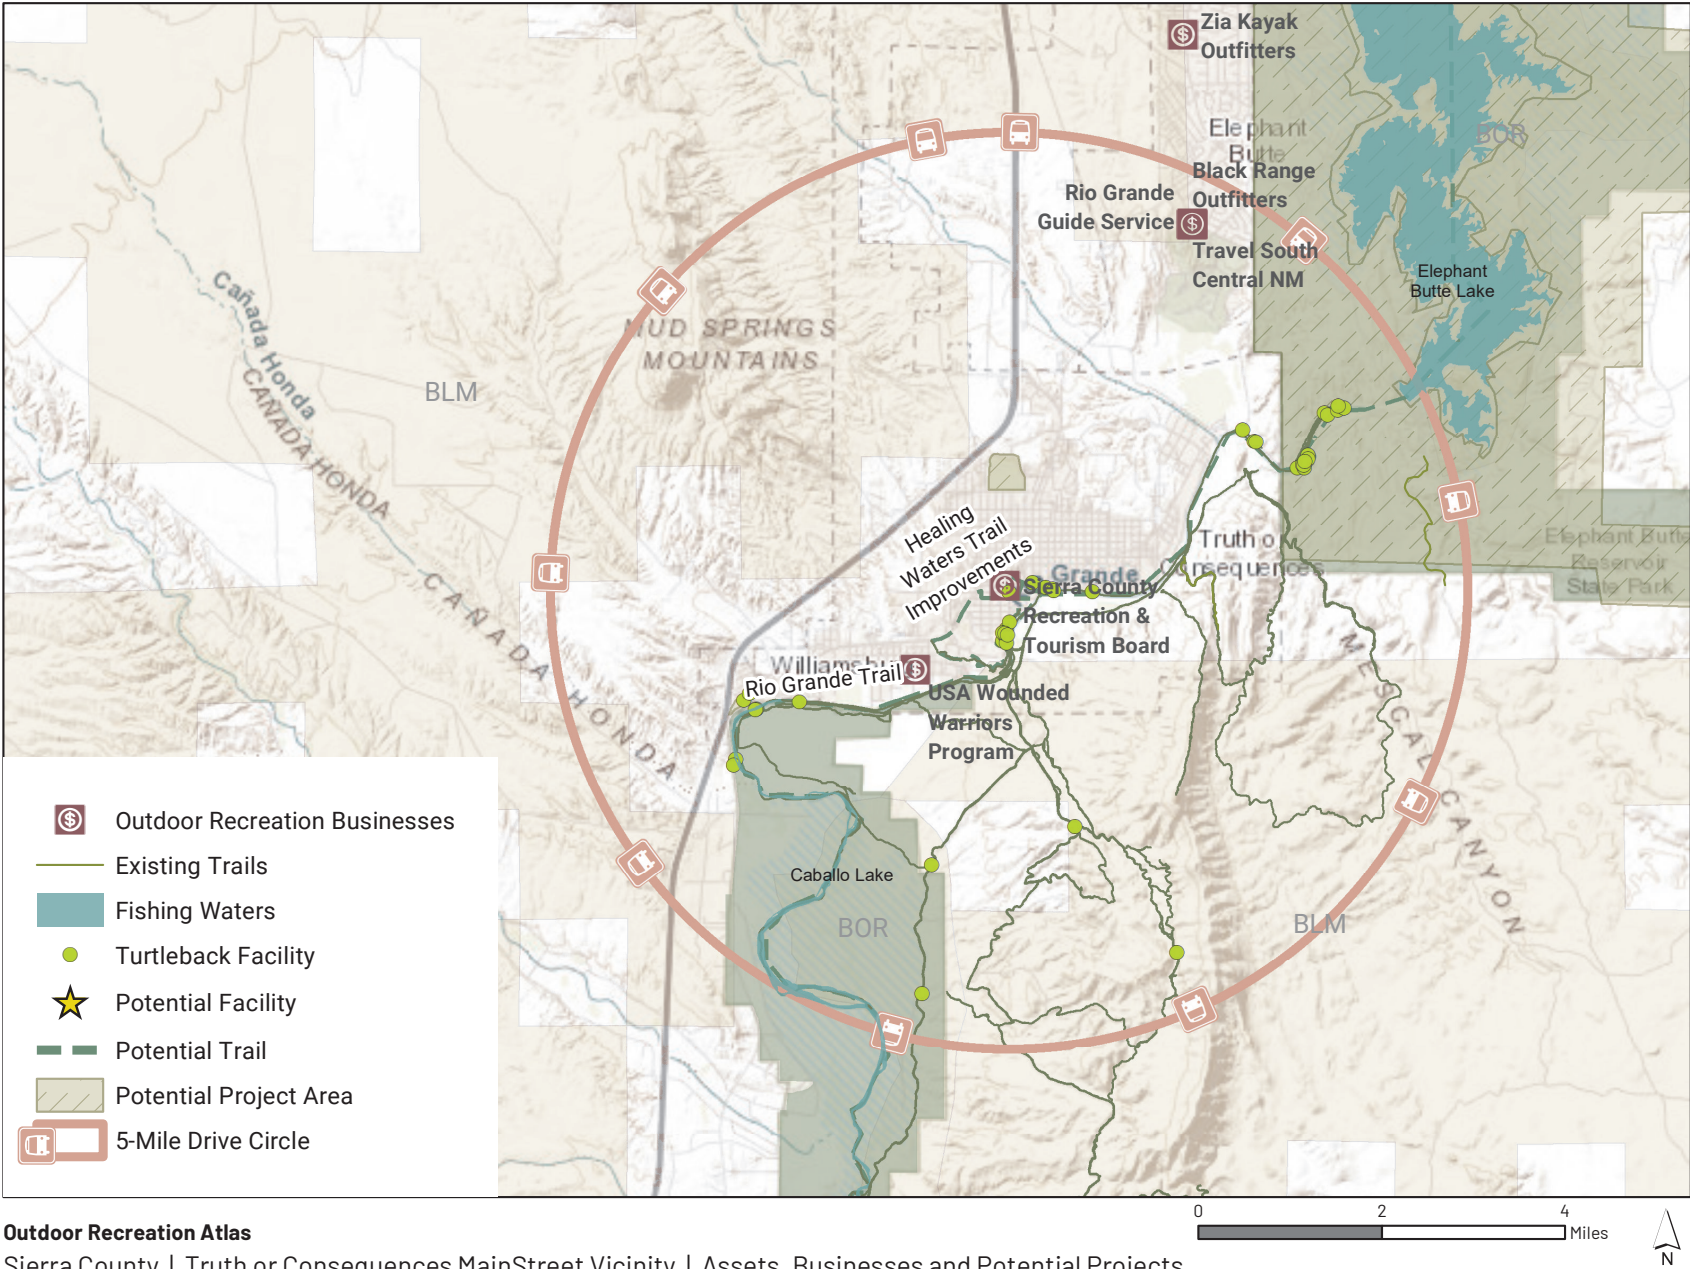 Zia Kayak
Outfitters
Elephant
Butte
BOR
Black Range
Outfitters
Rio Grande
Guide Service
Travel South
Central NM
Elephant
Butte Lake
Cañada Honda
CAÑADA HONDA
MUD SPRINGS
MOUNTAINS
BLM
Healing
Waters Trail
Improvements
Truth o
nsequences
Elephant Butte
Reservoir
State Park
Grande
Sierra County
Recreation &
Tourism Board
CAÑADA HONDA
Williamsbu
Rio Grande Trail
USA Wounded
Warriors
Program
MESCAL CANYON
Caballo Lake
BOR
BLM
Outdoor Recreation Businesses
Existing Trails
Fishing Waters
Turtleback Facility
Potential Facility
Potential Trail
Potential Project Area
5-Mile Drive Circle
0 2 4
Miles
N
Outdoor Recreation Atlas
Sierra County | Truth or Consequences MainStreet Vicinity | Assets, Businesses and Potential Projects